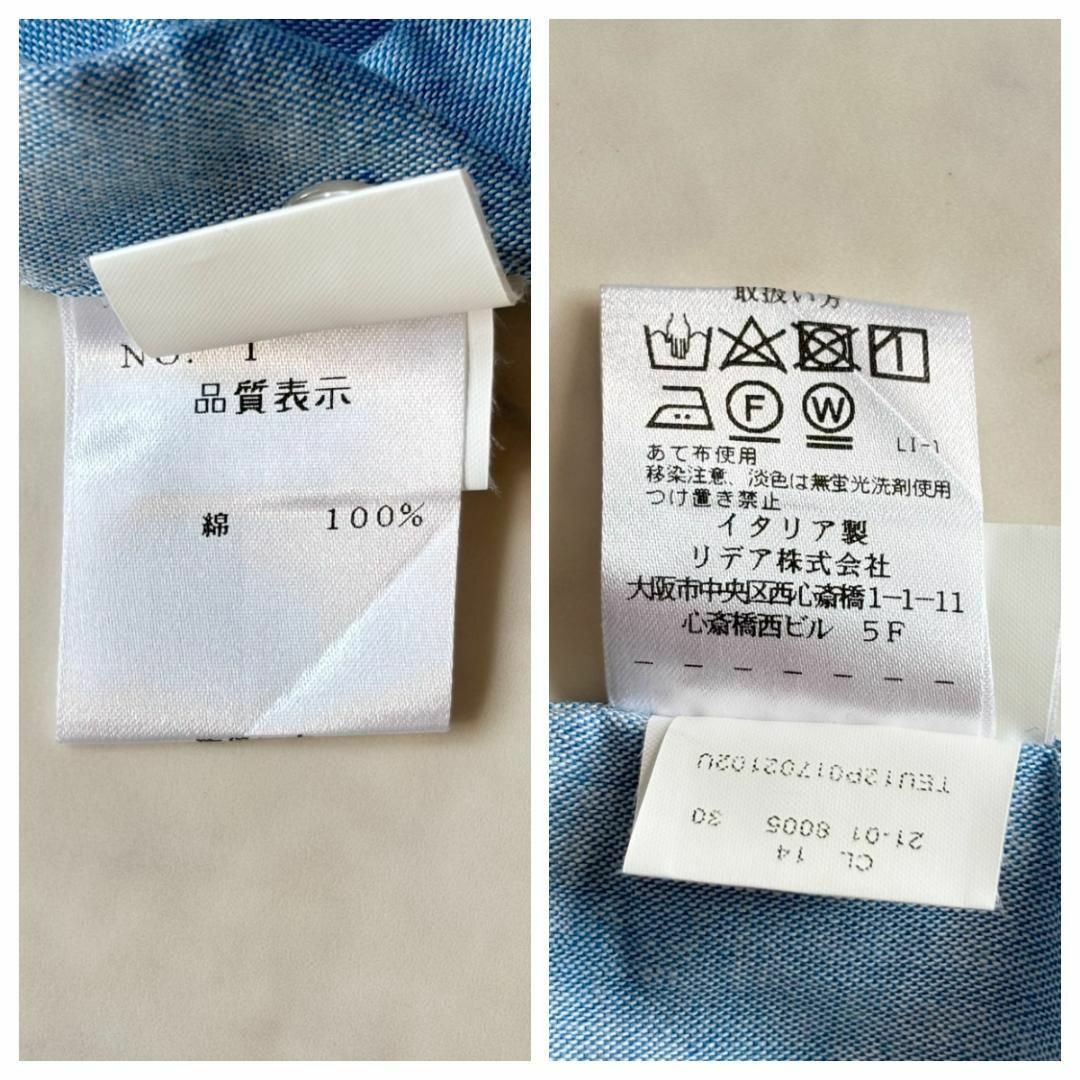 NO. 1
品質表示
綿 100%
取扱い方
F W
LI-1
あて布使用
移染注意、淡色は無蛍光洗剤使用
つけ置き禁止
イタリア製
リデア株式会社
大阪市中央区西心斎橋1-1-11
心斎橋西ビル 5F
CL 14
21-01 8005 30
TEU12P01702102U